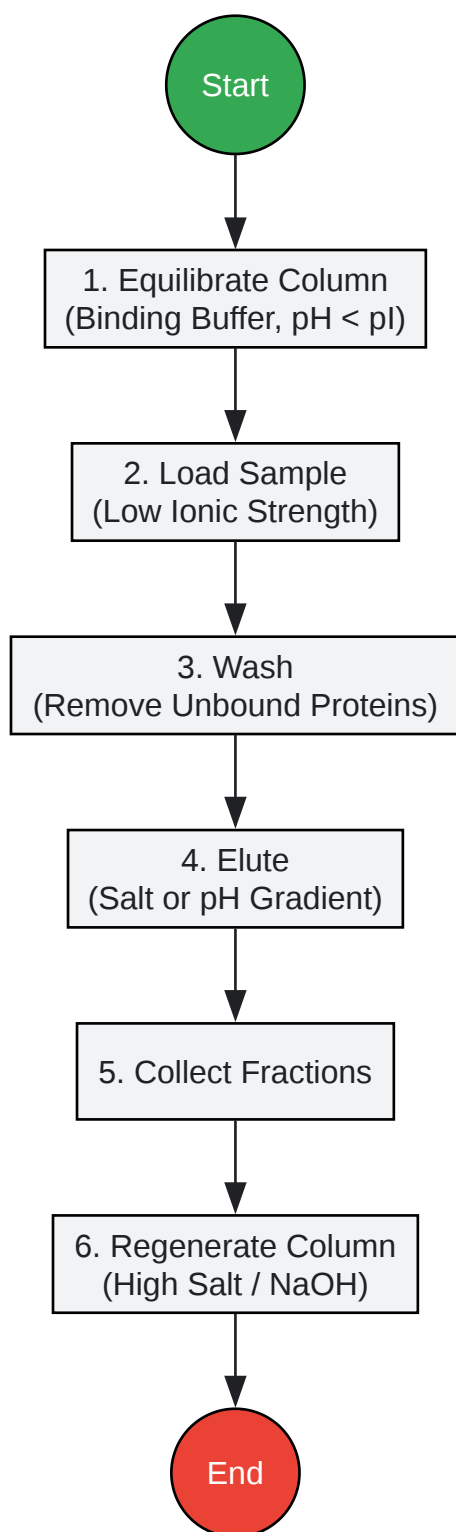 Start
1. Equilibrate Column
(Binding Buffer, pH < pI)
2. Load Sample
(Low Ionic Strength)
3. Wash
(Remove Unbound Proteins)
4. Elute
(Salt or pH Gradient)
5. Collect Fractions
6. Regenerate Column
(High Salt / NaOH)
End